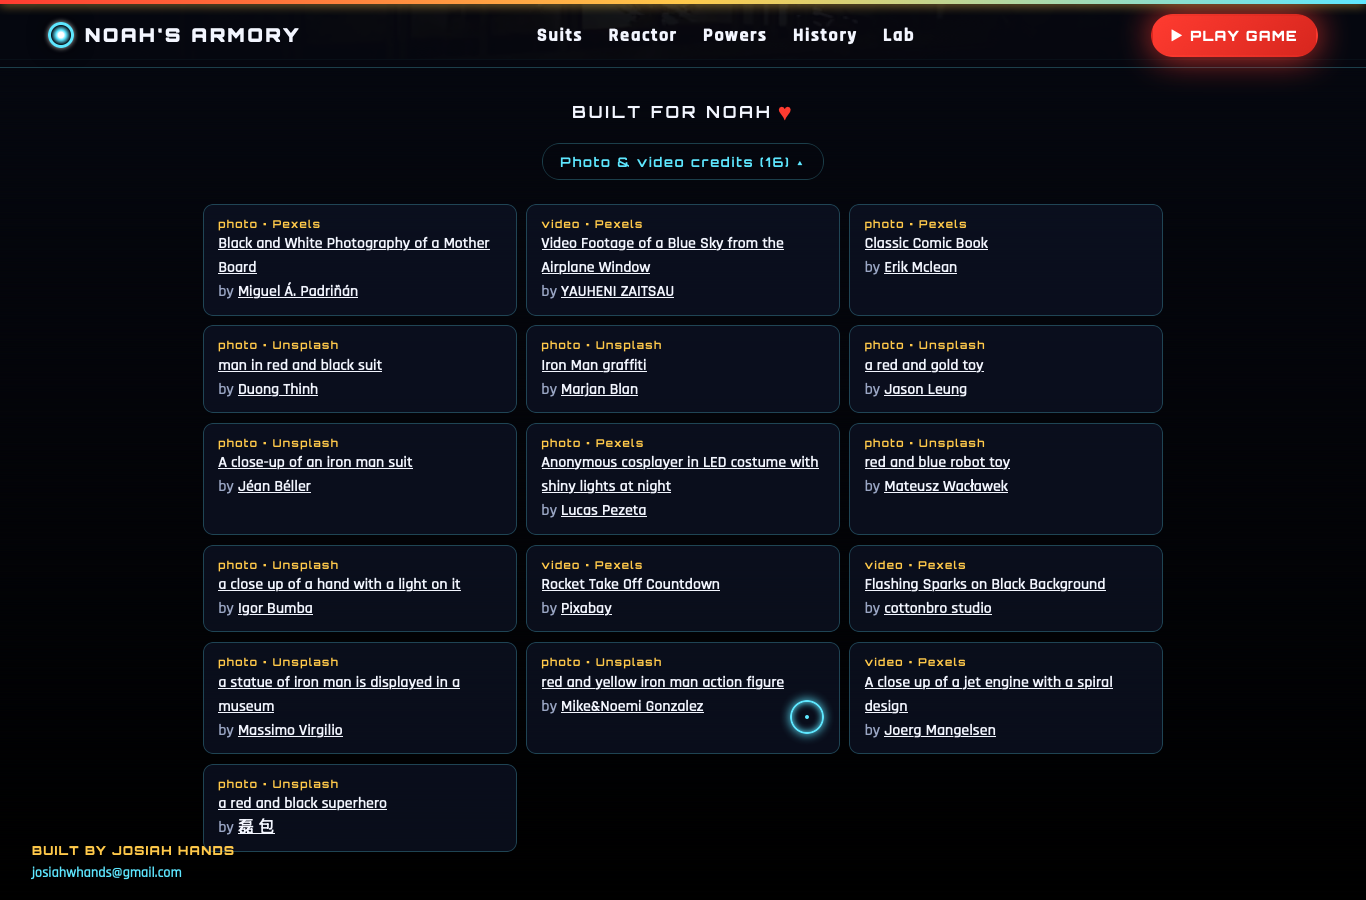 NOAH'S ARMORY
Suits Reactor Powers History Lab
▶ PLAY GAME
BUILT FOR NOAH ♥
Photo & video credits (16) ▴
photo • Pexels
Black and White Photography of a Mother
Board
by Miguel Á. Padriñán
video • Pexels
Video Footage of a Blue Sky from the
Airplane Window
by YAUHENI ZAITSAU
photo • Pexels
Classic Comic Book
by Erik Mclean
photo • Unsplash
man in red and black suit
by Duong Thinh
photo • Unsplash
Iron Man graffiti
by Marjan Blan
photo • Unsplash
a red and gold toy
by Jason Leung
photo • Unsplash
A close-up of an iron man suit
by Jéan Béller
photo • Pexels
Anonymous cosplayer in LED costume with
shiny lights at night
by Lucas Pezeta
photo • Unsplash
red and blue robot toy
by Mateusz Wacławek
photo • Unsplash
a close up of a hand with a light on it
by Igor Bumba
video • Pexels
Rocket Take Off Countdown
by Pixabay
video • Pexels
Flashing Sparks on Black Background
by cottonbro studio
photo • Unsplash
a statue of iron man is displayed in a
museum
by Massimo Virgilio
photo • Unsplash
red and yellow iron man action figure
by Mike&Noemi Gonzalez
video • Pexels
A close up of a jet engine with a spiral
design
by Joerg Mangelsen
photo • Unsplash
a red and black superhero
by 磊 包
BUILT BY JOSIAH HANDS
josiahwhands@gmail.com